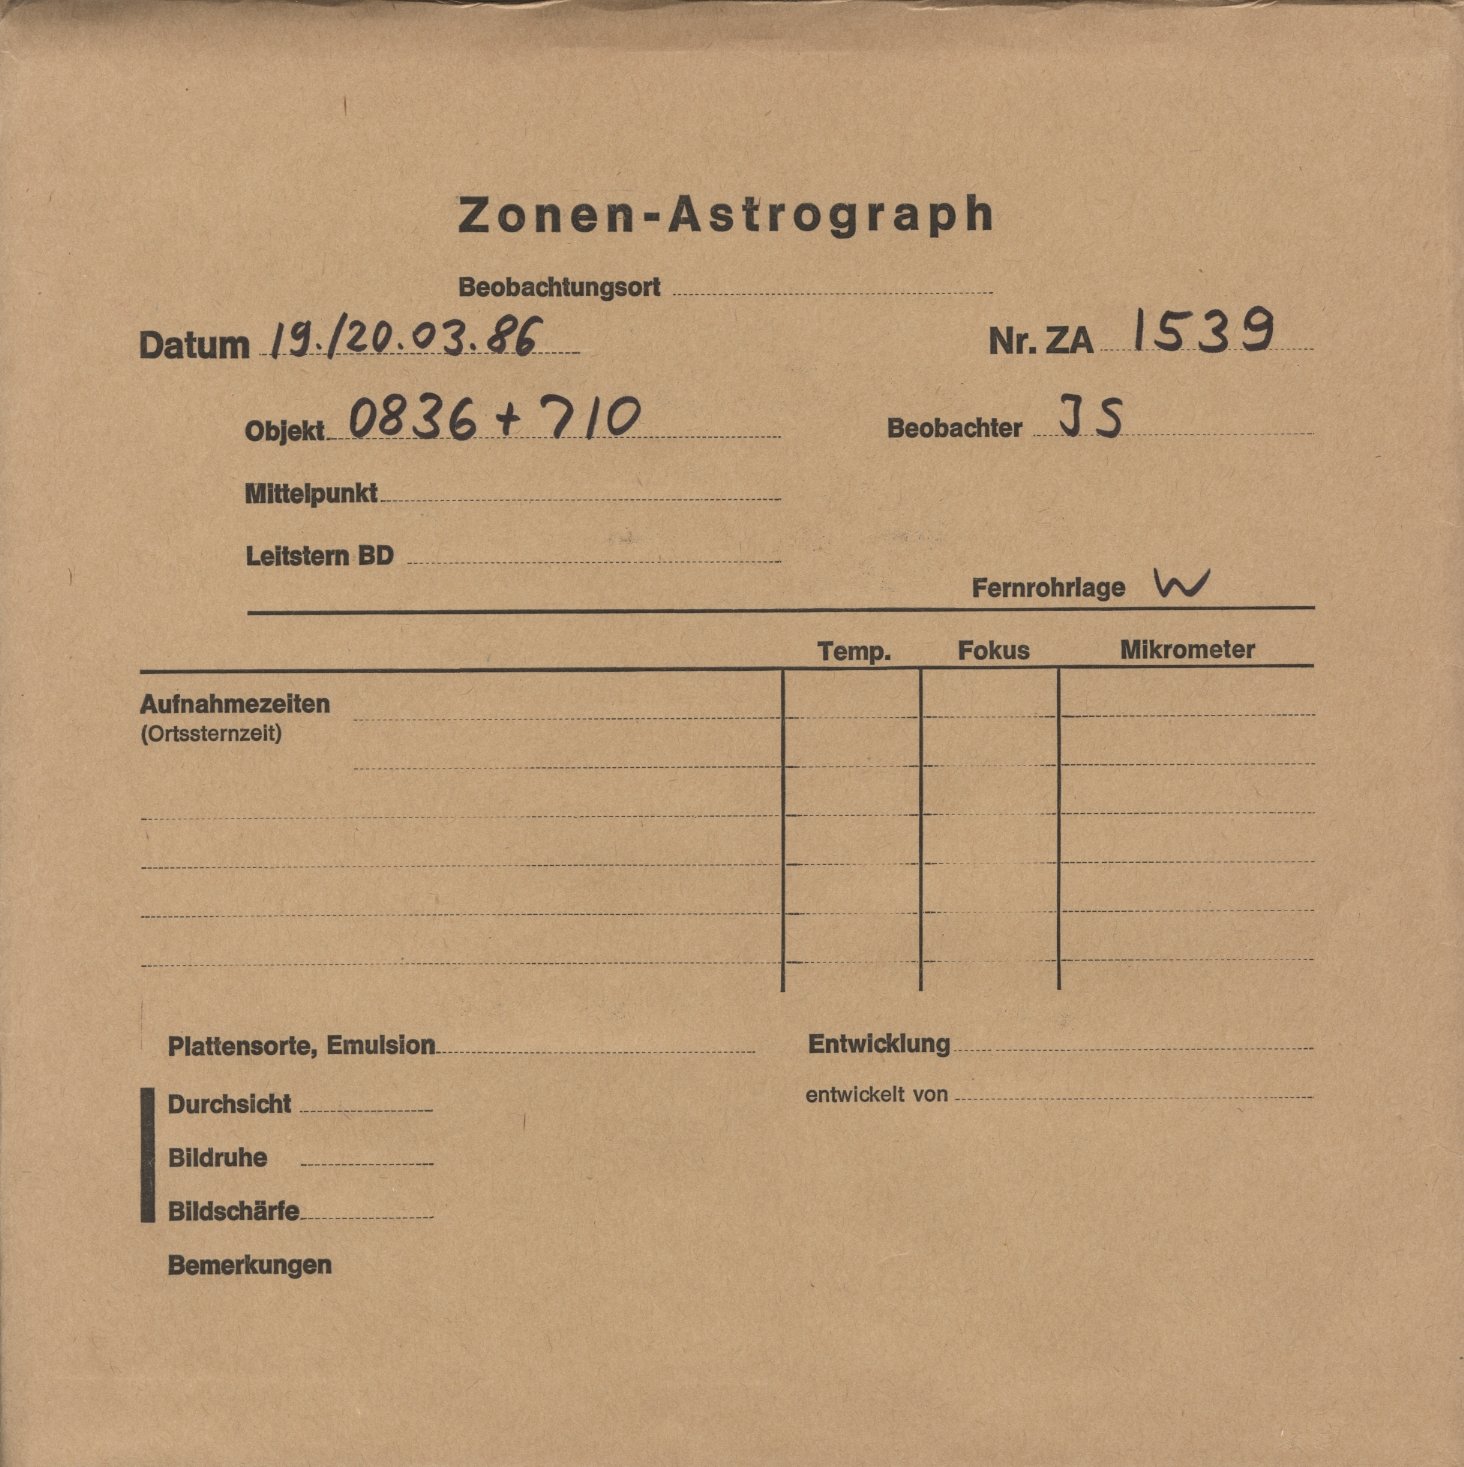 Zonen-Astrograph
Beobachtungsort
Datum 19./20.03.86 Nr. ZA 1539
Objekt 0836+710 Beobachter JS
Mittelpunkt
Leitstern BD
Fernrohrlage W
Temp. Fokus Mikrometer
Aufnahmezeiten
(Ortssternzeit)
Plattensorte, Emulsion Entwicklung
Durchsicht entwickelt von
Bildruhe
Bildschärfe
Bemerkungen